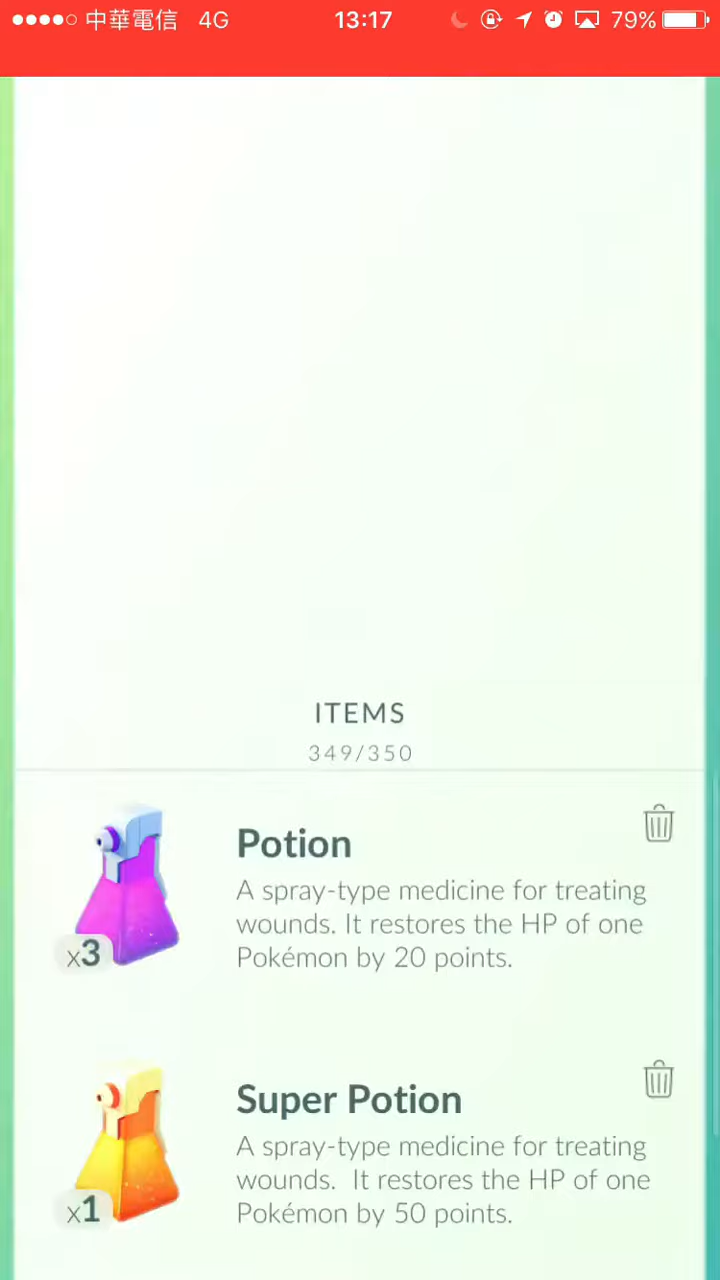 中華電信 4G 13:17 79%
ITEMS
349/350
Potion
A spray-type medicine for treating
wounds. It restores the HP of one
Pokémon by 20 points.
x3
Super Potion
A spray-type medicine for treating
wounds.  It restores the HP of one
Pokémon by 50 points.
x1